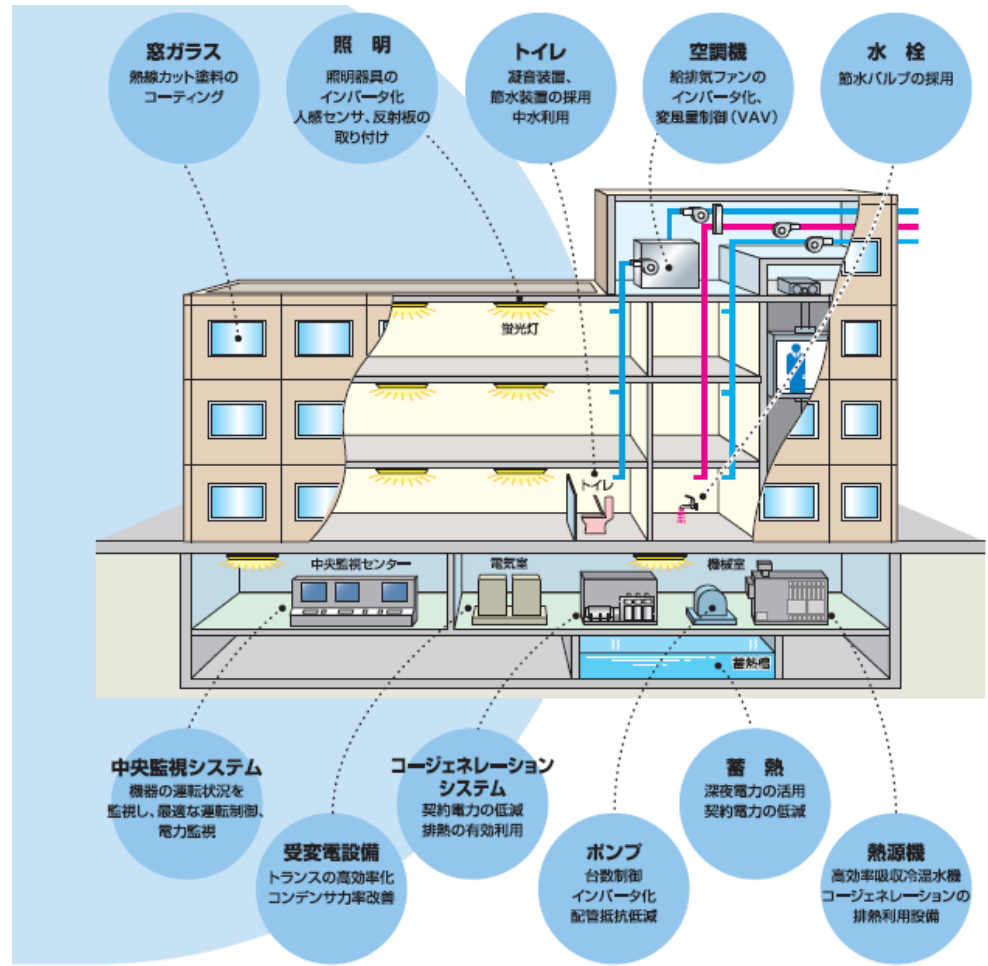 窓ガラス
熱線カット塗料の
コーティング
照 明
照明器具の
インバータ化
人感センサ、反射板の
取り付け
トイレ
凝音装置、
節水装置の採用
中水利用
空調機
給排気ファンの
インバータ化、
変風量制御（VAV）
水 栓
節水バルブの採用
蛍光灯
トイレ
中央監視センター
電気室
機械室
蓄熱槽
中央監視システム
機器の運転状況を
監視し、最適な運転制御、
電力監視
受変電設備
トランスの高効率化
コンデンサ力率改善
コージェネレーション
システム
契約電力の低減
排熱の有効利用
ポンプ
台数制御
インバータ化
配管抵抗低減
蓄 熱
深夜電力の活用
契約電力の低減
熱源機
高効率吸収冷温水機
コージェネレーションの
排熱利用設備